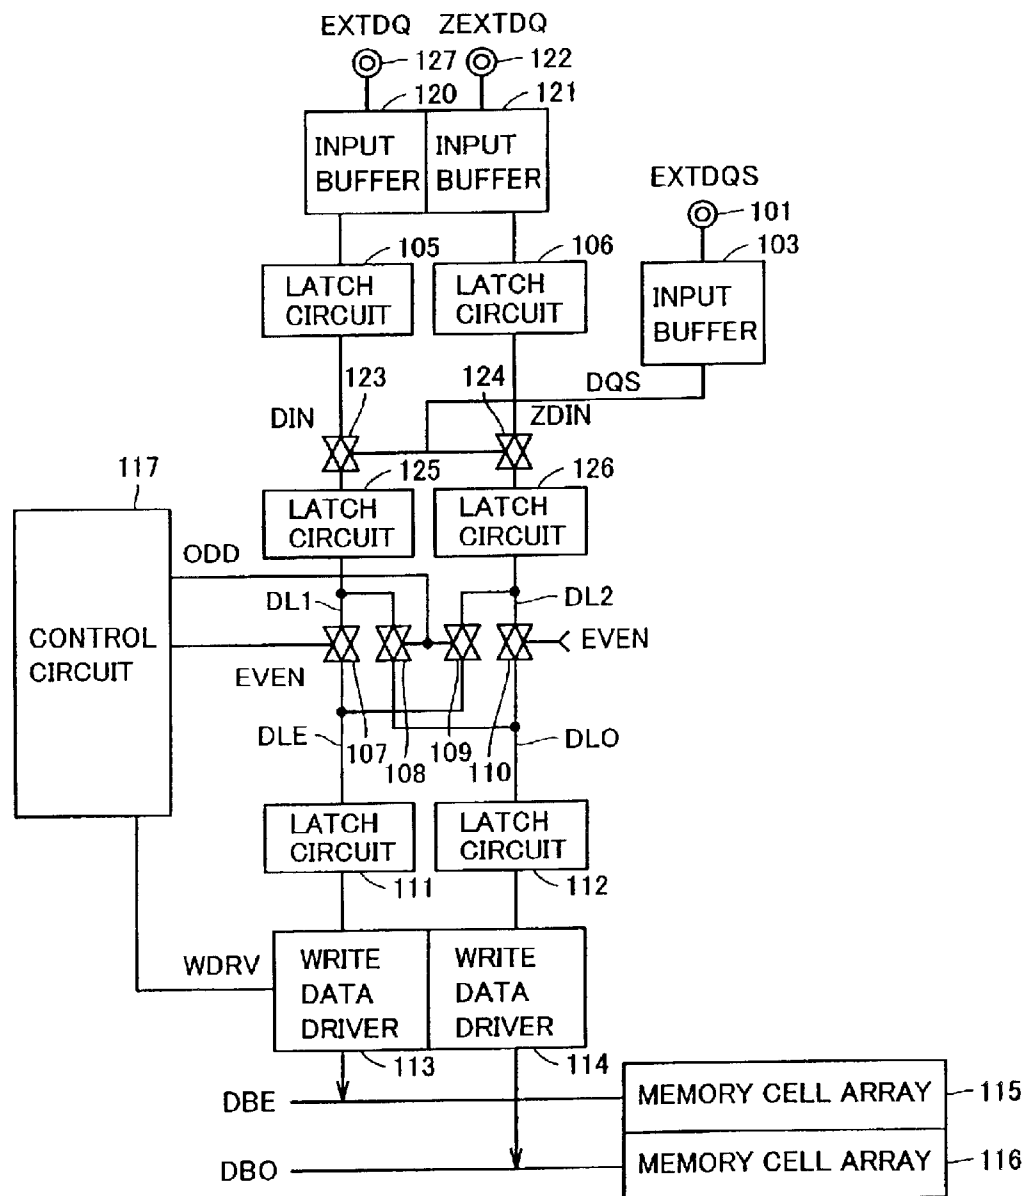 EXTDQ ZEXTDQ
127 122
120 121
INPUT BUFFER
INPUT BUFFER
EXTDQS
101
103
105 106
LATCH CIRCUIT
LATCH CIRCUIT
INPUT BUFFER
123 124 DQS
DIN ZDIN
117
125 126
LATCH CIRCUIT
LATCH CIRCUIT
ODD
DL1 DL2
CONTROL CIRCUIT
EVEN
EVEN
DLE 107 108 109 110 DLO
LATCH CIRCUIT
LATCH CIRCUIT
111 112
WDRV
WRITE DATA DRIVER
WRITE DATA DRIVER
113 114
DBE MEMORY CELL ARRAY 115
DBO MEMORY CELL ARRAY 116